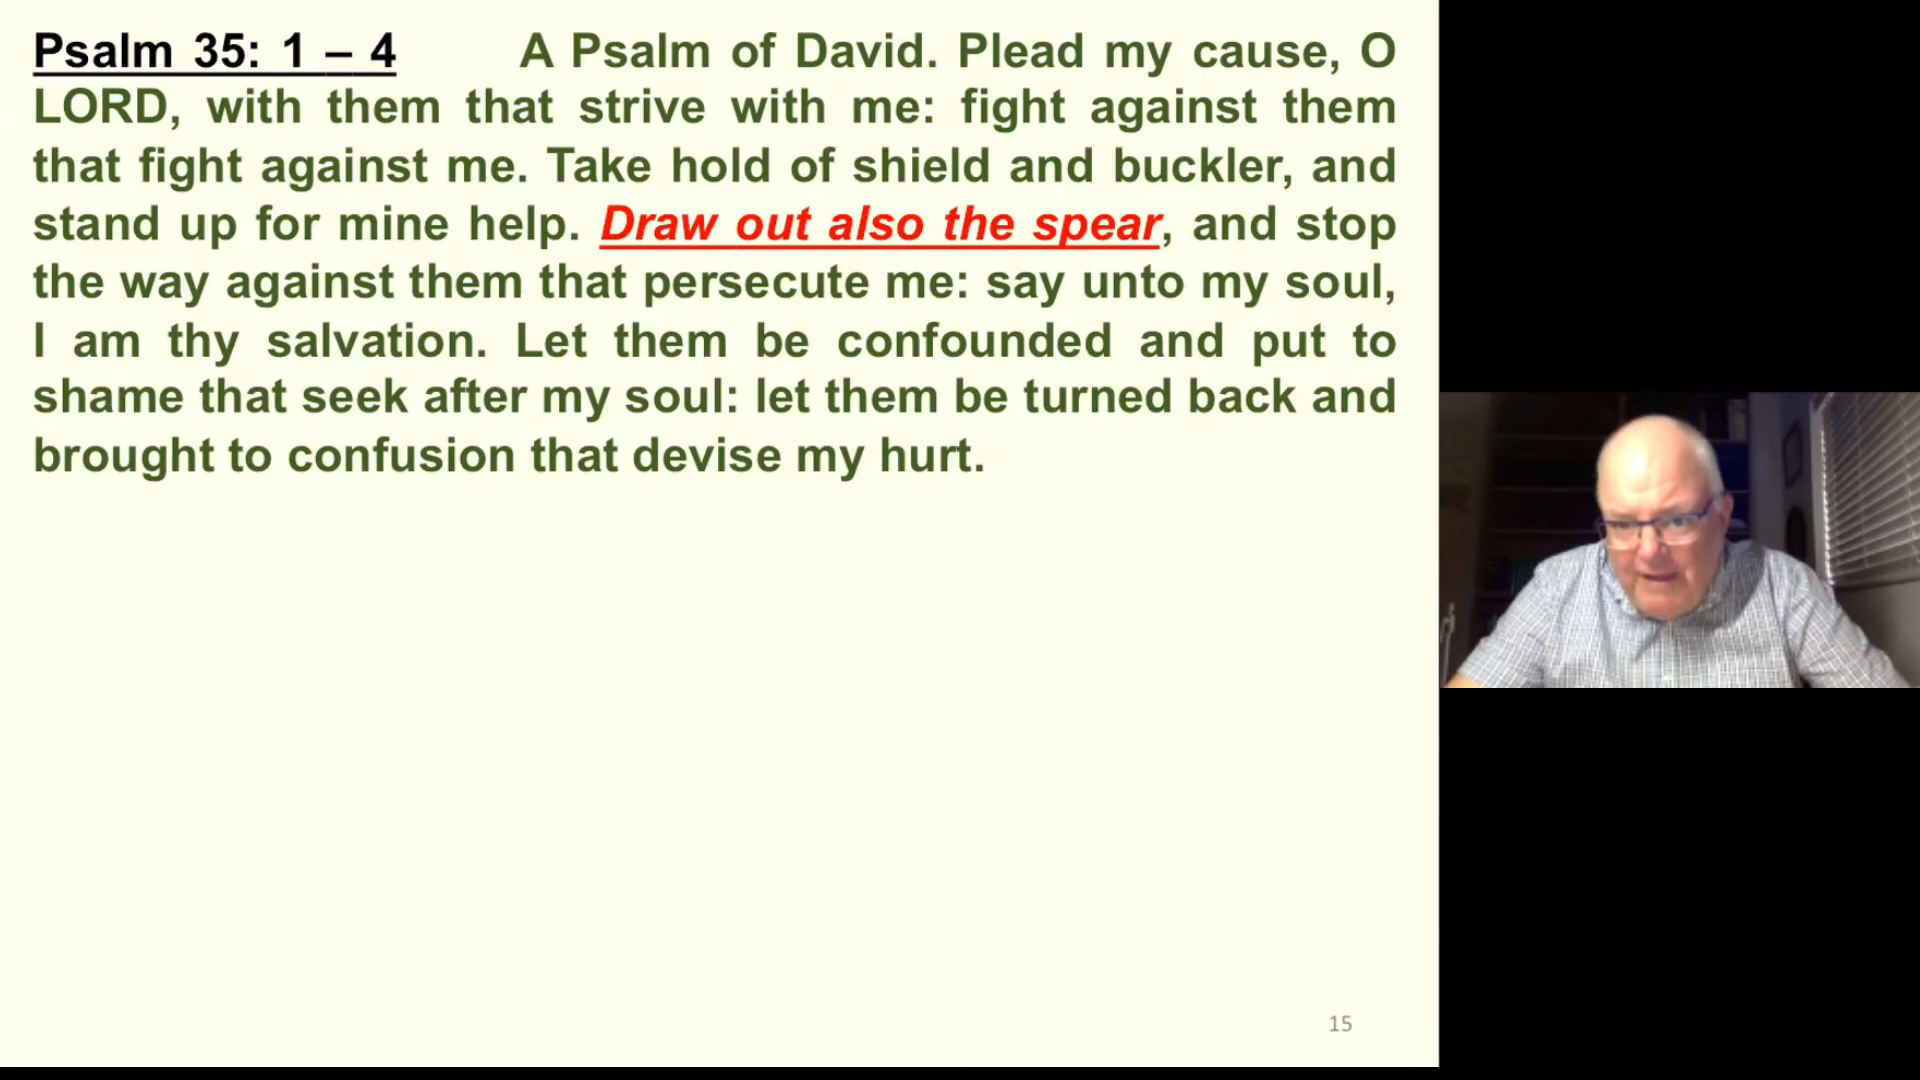 Psalm 35: 1 – 4 A Psalm of David. Plead my cause, O
LORD, with them that strive with me: fight against them
that fight against me. Take hold of shield and buckler, and
stand up for mine help. Draw out also the spear, and stop
the way against them that persecute me: say unto my soul,
I am thy salvation. Let them be confounded and put to
shame that seek after my soul: let them be turned back and
brought to confusion that devise my hurt.
15